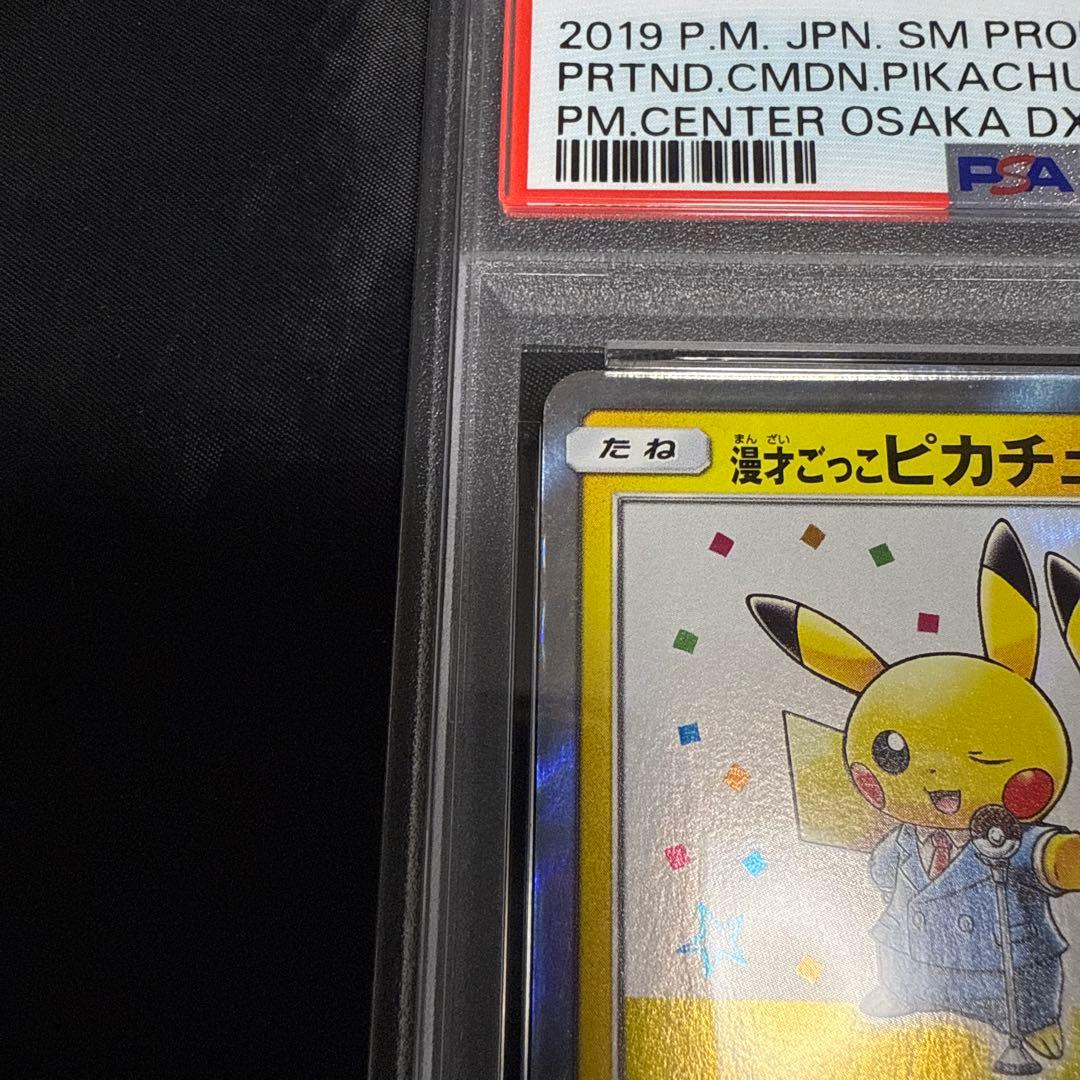 2019 P.M. JPN. SM PRO
PRTND.CMDN.PIKACHU
PM.CENTER OSAKA DX
PSA
たね
まんざい
漫才ごっこピカチュ